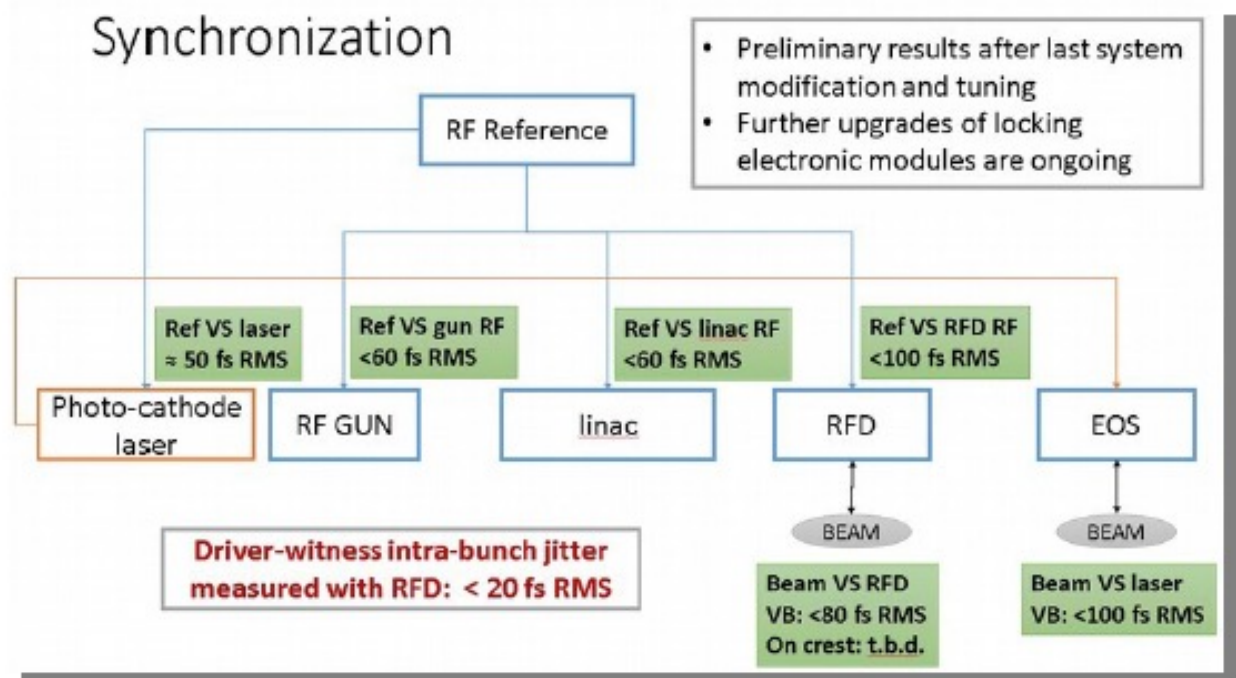 Synchronization
• Preliminary results after last system
modification and tuning
• Further upgrades of locking
electronic modules are ongoing
RF Reference
Ref VS laser
≈ 50 fs RMS
Ref VS gun RF
<60 fs RMS
Ref VS linac RF
<60 fs RMS
Ref VS RFD RF
<100 fs RMS
Photo-cathode
laser
RF GUN
linac
RFD
EOS
BEAM
BEAM
Driver-witness intra-bunch jitter
measured with RFD: < 20 fs RMS
Beam VS RFD
VB: <80 fs RMS
On crest: t.b.d.
Beam VS laser
VB: <100 fs RMS